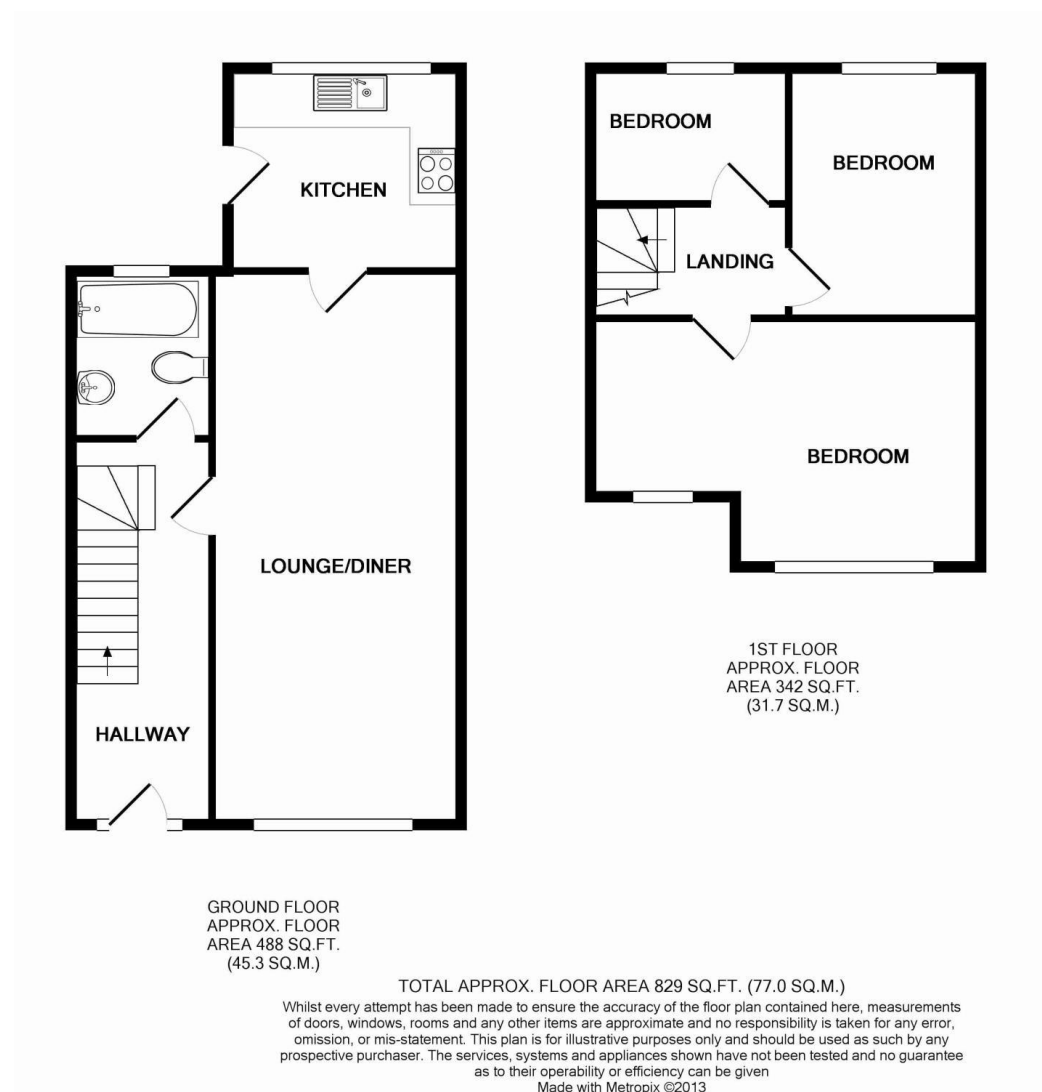 KITCHEN
LOUNGE/DINER
HALLWAY
GROUND FLOOR
APPROX. FLOOR
AREA 488 SQ.FT.
(45.3 SQ.M.)
BEDROOM
BEDROOM
LANDING
BEDROOM
1ST FLOOR
APPROX. FLOOR
AREA 342 SQ.FT.
(31.7 SQ.M.)
TOTAL APPROX. FLOOR AREA 829 SQ.FT. (77.0 SQ.M.)
Whilst every attempt has been made to ensure the accuracy of the floor plan contained here, measurements
of doors, windows, rooms and any other items are approximate and no responsibility is taken for any error,
omission, or mis-statement. This plan is for illustrative purposes only and should be used as such by any
prospective purchaser. The services, systems and appliances shown have not been tested and no guarantee
as to their operability or efficiency can be given
Made with Metropix ©2013